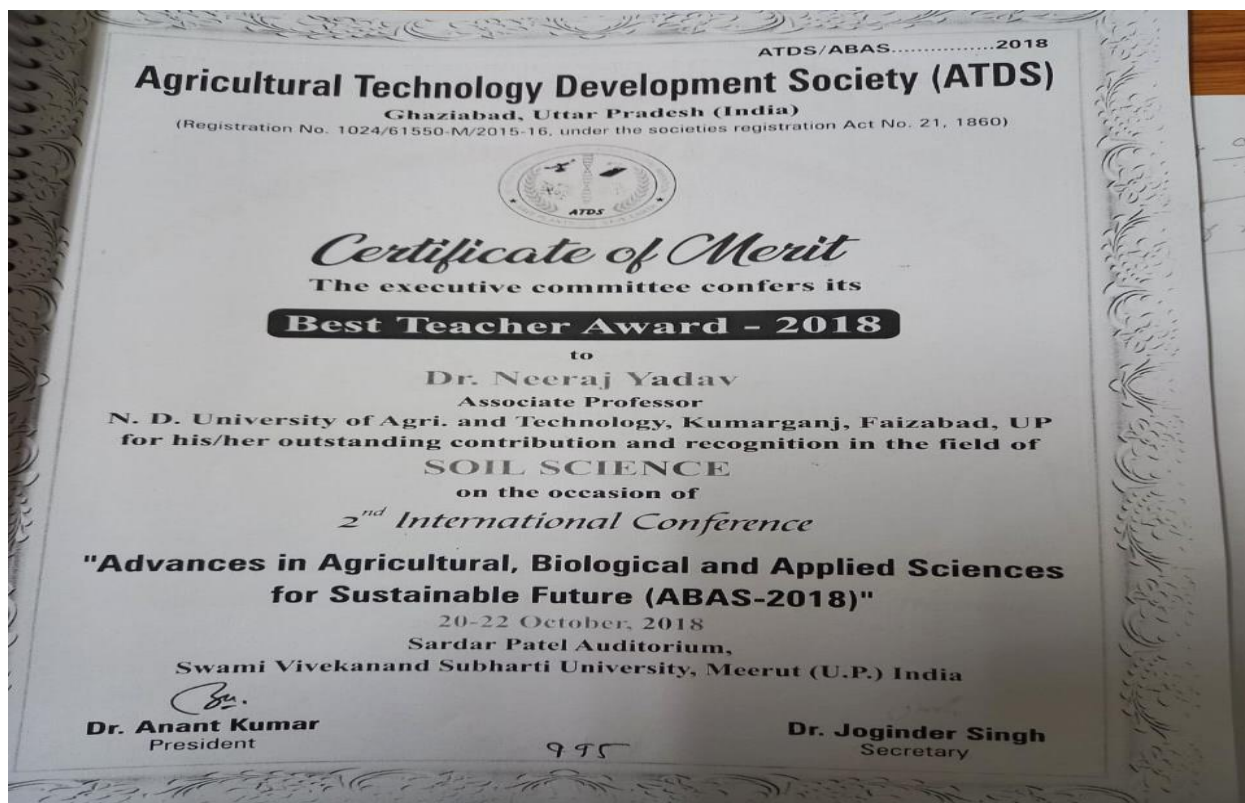 ATDS/ABAS................2018
Agricultural Technology Development Society (ATDS)
Ghaziabad, Uttar Pradesh (India)
(Registration No. 1024/61550-M/2015-16, under the societies registration Act No. 21, 1860)
ATDS
Certificate of Merit
The executive committee confers its
Best Teacher Award - 2018
to
Dr. Neeraj Yadav
Associate Professor
N. D. University of Agri. and Technology, Kumarganj, Faizabad, UP
for his/her outstanding contribution and recognition in the field of
SOIL SCIENCE
on the occasion of
2nd International Conference
"Advances in Agricultural, Biological and Applied Sciences
for Sustainable Future (ABAS-2018)"
20-22 October, 2018
Sardar Patel Auditorium,
Swami Vivekanand Subharti University, Meerut (U.P.) India
Dr. Anant Kumar
President
Dr. Joginder Singh
Secretary
995